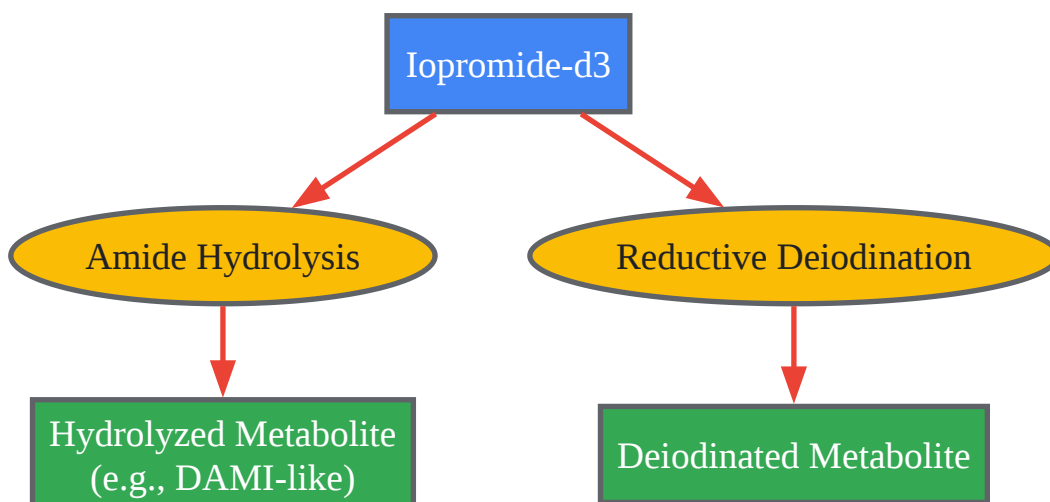 Iopromide-d3
Amide Hydrolysis
Reductive Deiodination
Hydrolyzed Metabolite
(e.g., DAMI-like)
Deiodinated Metabolite